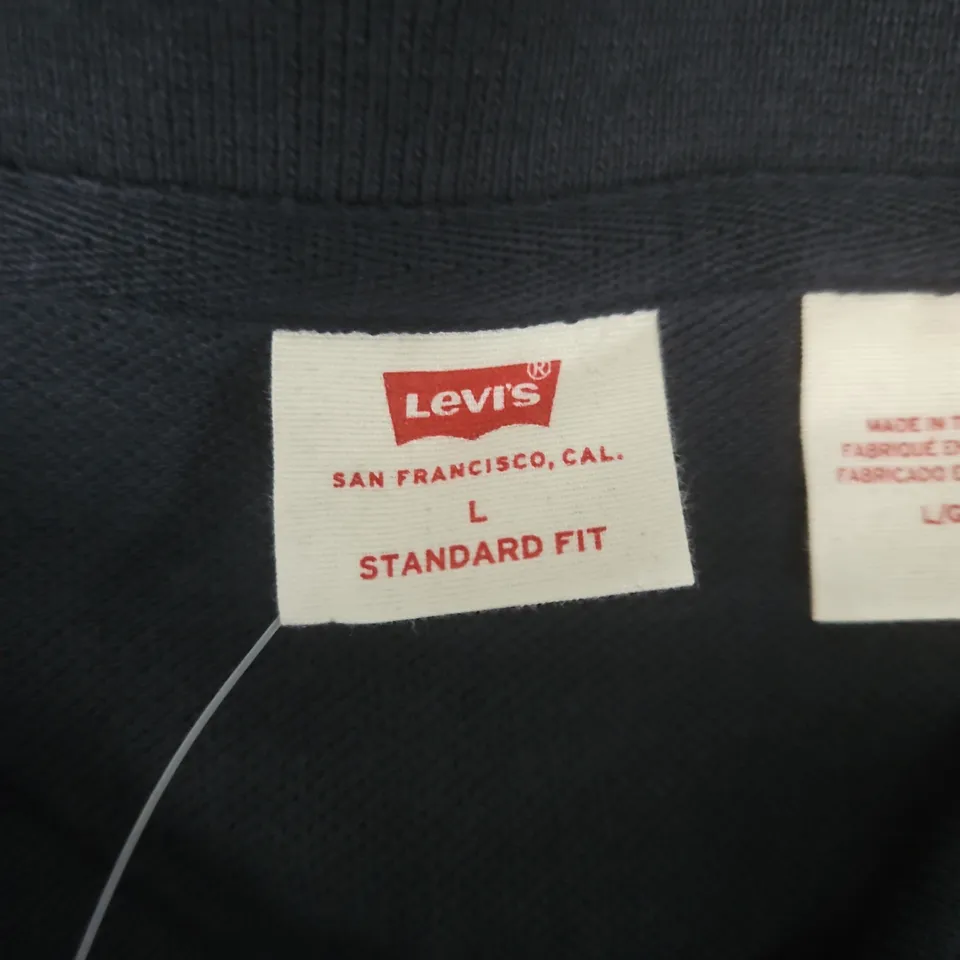 Levi's®
SAN FRANCISCO, CAL.
L
STANDARD FIT
MADE IN T
FABRIQUÉ E
FABRICADO
L/G